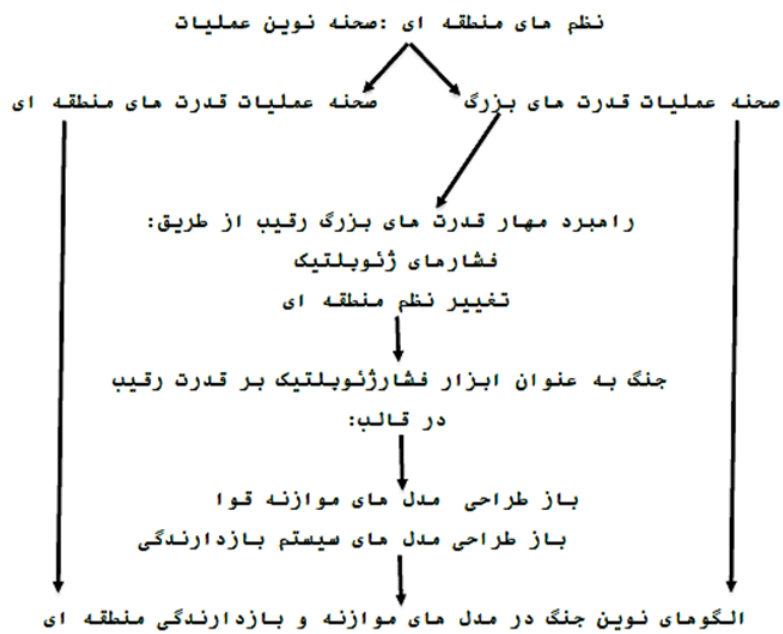 نظم های منطقه ای :صحنه نوین عملیات
صحنه عملیات قدرت های بزرگ
صحنه عملیات قدرت های منطقه ای
راهبرد مهار قدرت های بزرگ رقیب از طریق:
فشارهای ژئوپلتیک
تغییر نظم منطقه ای
جنگ به عنوان ابزار فشارژئوپلتیک بر قدرت رقیب
در قالب:
باز طراحی مدل های موازنه قوا
باز طراحی مدل های سیستم بازدارندگی
الگوهای نوین جنگ در مدل های موازنه و بازدارندگی منطقه ای